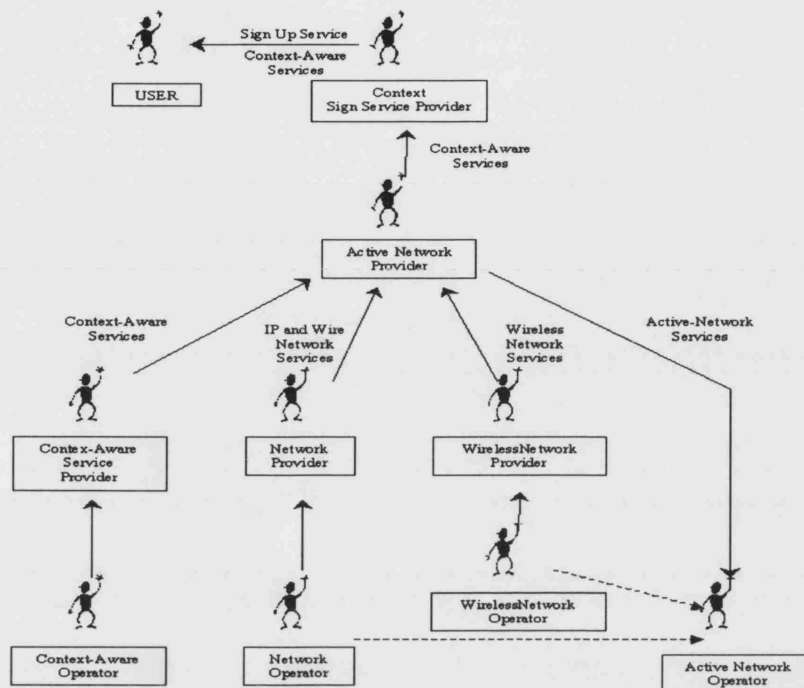 Sign Up Service
Context-Aware
Services
USER
Context
Sign Service Provider
Context-Aware
Services
Active Network
Provider
Context-Aware
Services
IP and Wire
Network
Services
Wireless
Network
Services
Active-Network
Services
Contex-Aware
Service
Provider
Network
Provider
WirelessNetwork
Provider
WirelessNetwork
Operator
Context-Aware
Operator
Network
Operator
Active Network
Operator